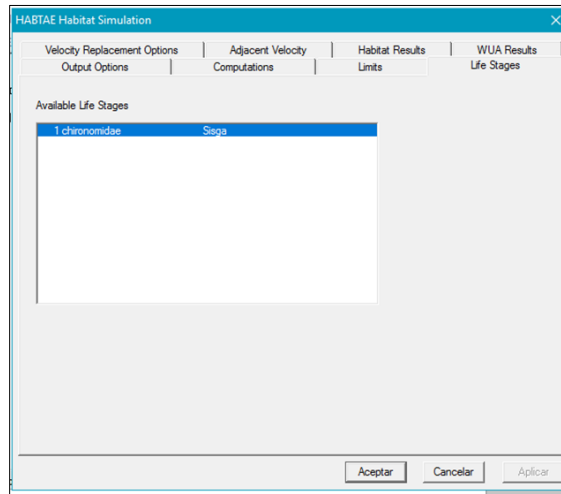 HABTAE Habitat Simulation
Velocity Replacement Options Adjacent Velocity Habitat Results WUA Results
Output Options Computations Limits Life Stages
Available Life Stages
1 chironomidae Sisga
Aceptar Cancelar Aplicar